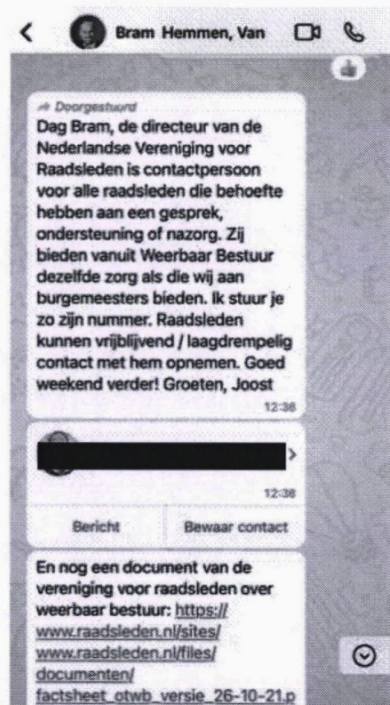 Bram Hemmen, Van
Doorgestuurd
Dag Bram, de directeur van de
Nederlandse Vereniging voor
Raadsleden is contactpersoon
voor alle raadsleden die behoefte
hebben aan een gesprek,
ondersteuning of nazorg. Zij
bieden vanuit Weerbaar Bestuur
dezelfde zorg als die wij aan
burgemeesters bieden. Ik stuur je
zo zijn nummer. Raadsleden
kunnen vrijblijvend / laagdrempelig
contact met hem opnemen. Goed
weekend verder! Groeten, Joost
12:36
12:36
Bericht Bewaar contact
En nog een document van de
vereniging voor raadsleden over
weerbaar bestuur: https://
www.raadsleden.nl/sites/
www.raadsleden.nl/files/
documenten/
factsheet_otwb_versie_26-10-21.p